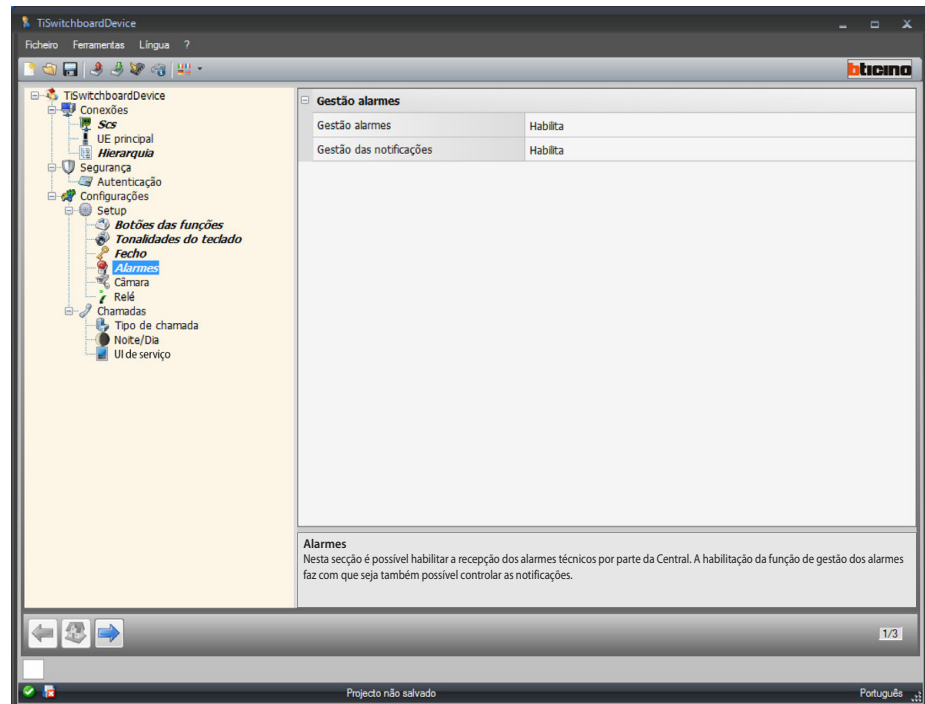 TiSwitchboardDevice
Ficheiro Ferramentas Língua ?
bticino
TiSwitchboardDevice
Conexões
Scs
UE principal
Hierarquia
Segurança
Autenticação
Configurações
Setup
Botões das funções
Tonalidades do teclado
Fecho
Alarmes
Câmara
Relé
Chamadas
Tipo de chamada
Noite/Dia
UI de serviço
Gestão alarmes
Gestão alarmes Habilita
Gestão das notificações Habilita
Alarmes
Nesta secção é possível habilitar a recepção dos alarmes técnicos por parte da Central. A habilitação da função de gestão dos alarmes
faz com que seja também possível controlar as notificações.
1/3
Projecto não salvado Português